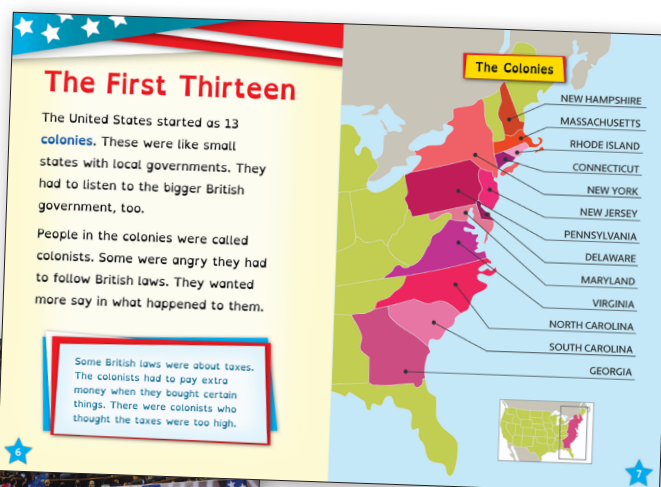 The First Thirteen
The United States started as 13
colonies. These were like small
states with local governments. They
had to listen to the bigger British
government, too.
People in the colonies were called
colonists. Some were angry they had
to follow British laws. They wanted
more say in what happened to them.
Some British laws were about taxes.
The colonists had to pay extra
money when they bought certain
things. There were colonists who
thought the taxes were too high.
6
The Colonies
NEW HAMPSHIRE
MASSACHUSETTS
RHODE ISLAND
CONNECTICUT
NEW YORK
NEW JERSEY
PENNSYLVANIA
DELAWARE
MARYLAND
VIRGINIA
NORTH CAROLINA
SOUTH CAROLINA
GEORGIA
7